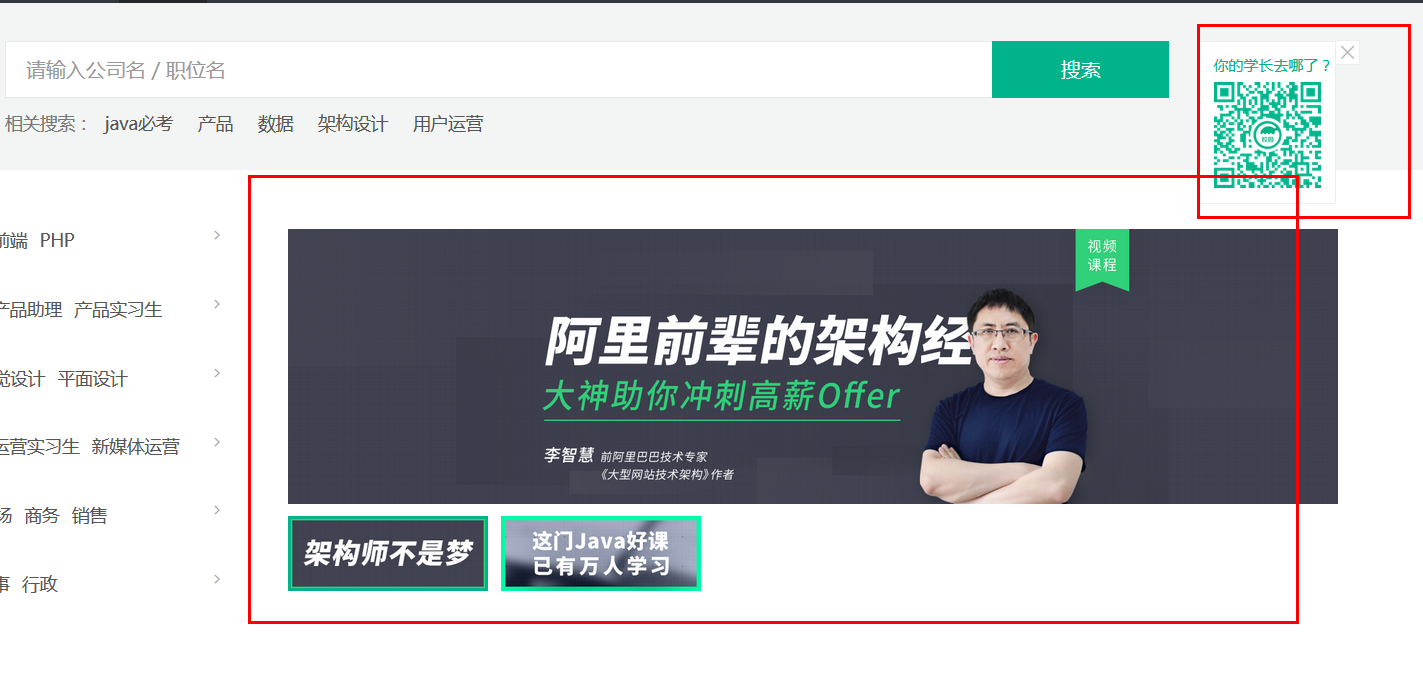 请输入公司名 / 职位名
搜索
你的学长去哪了？
校园
相关搜索： java必考 产品 数据 架构设计 用户运营
前端 PHP
产品助理 产品实习生
觉设计 平面设计
运营实习生 新媒体运营
场 商务 销售
事 行政
视频
课程
阿里前辈的架构经
大神助你冲刺高薪Offer
李智慧 前阿里巴巴技术专家
《大型网站技术架构》作者
架构师不是梦
这门Java好课
已有万人学习